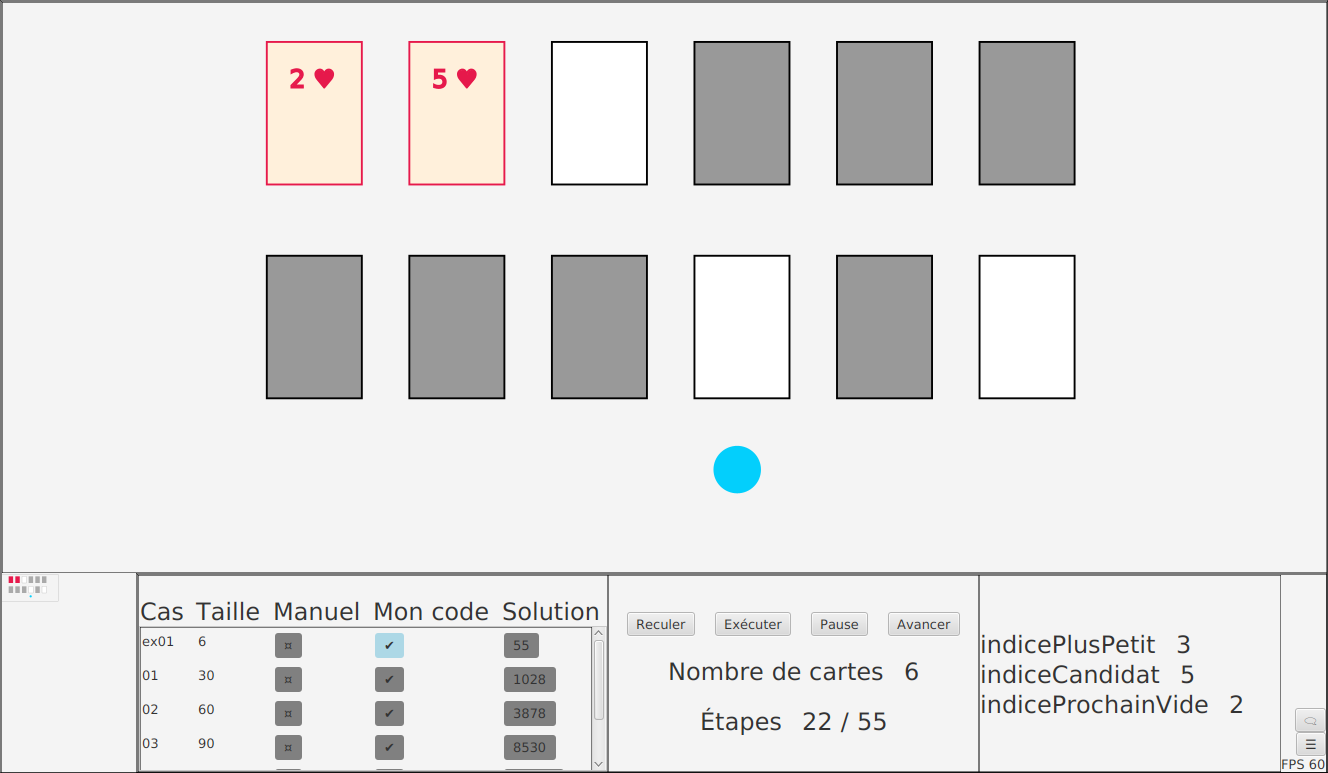 2♥ 5♥
Cas Taille Manuel Mon code Solution
ex01 6 ¤ ✔ 55
01 30 ¤ ✔ 1028
02 60 ¤ ✔ 3878
03 90 ¤ ✔ 8530
Reculer Exécuter Pause Avancer
Nombre de cartes 6
Étapes 22 / 55
indicePlusPetit 3
indiceCandidat 5
indiceProchainVide 2
FPS 60